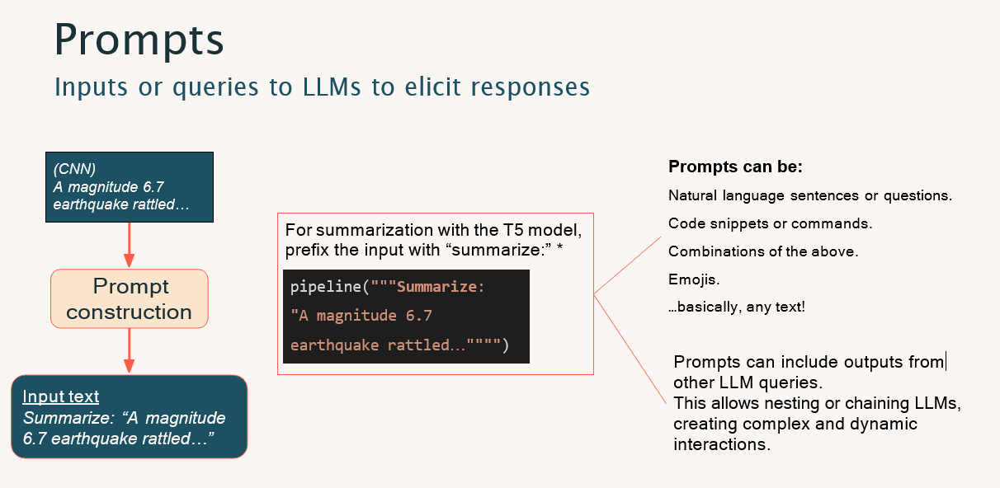 Prompts
Inputs or queries to LLMs to elicit responses
(CNN)
A magnitude 6.7
earthquake rattled…
Prompt
construction
Input text
Summarize: “A magnitude
6.7 earthquake rattled…”
For summarization with the T5 model,
prefix the input with “summarize:” *
pipeline("""Summarize:
"A magnitude 6.7
earthquake rattled…"""")
Prompts can be:
Natural language sentences or questions.
Code snippets or commands.
Combinations of the above.
Emojis.
…basically, any text!
Prompts can include outputs from
other LLM queries.
This allows nesting or chaining LLMs,
creating complex and dynamic
interactions.